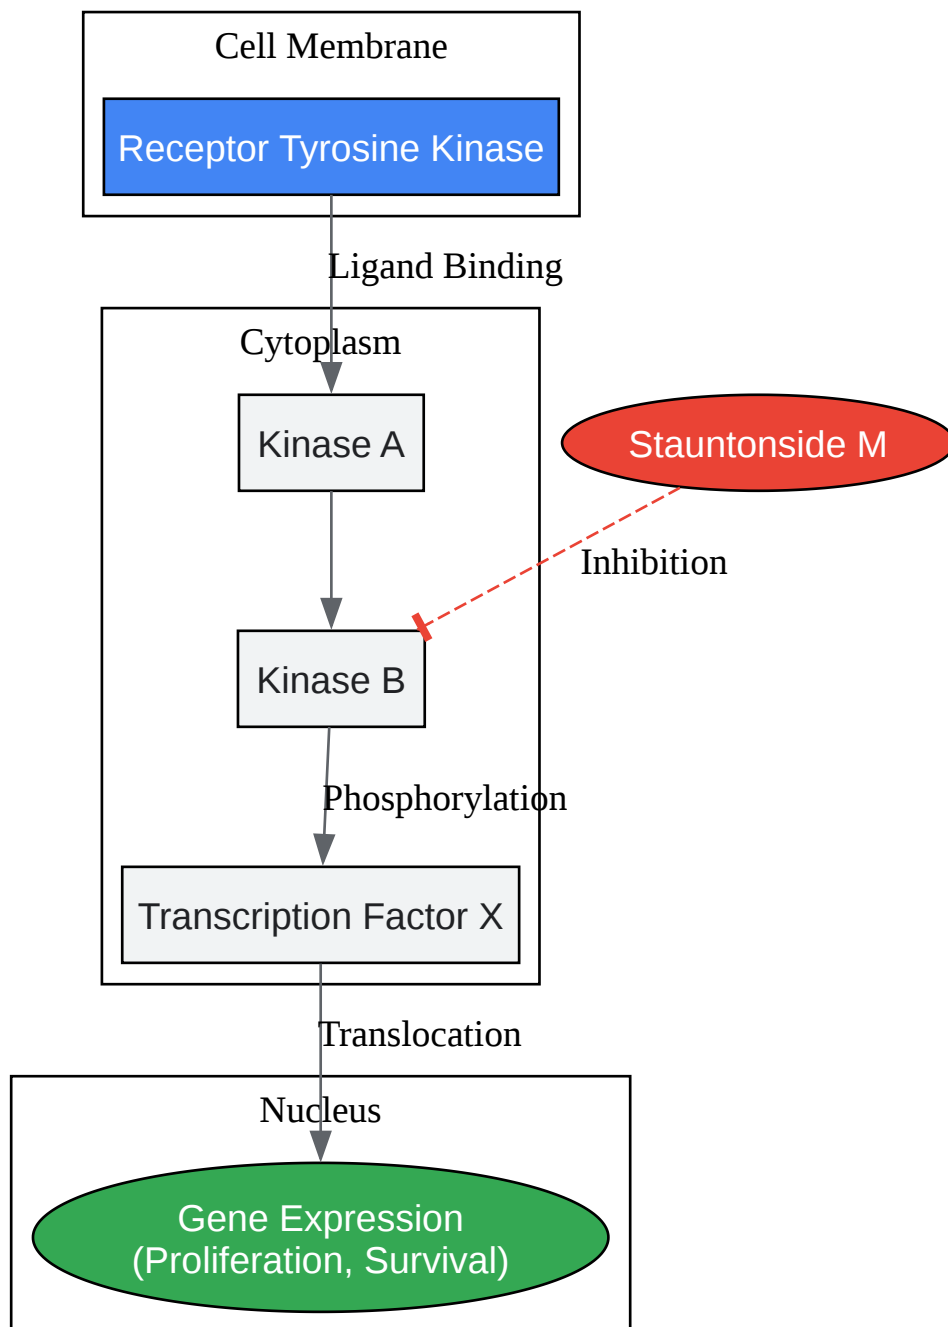 Cell Membrane
Receptor Tyrosine Kinase
Ligand Binding
Cytoplasm
Kinase A
Stauntonside M
Inhibition
Kinase B
Phosphorylation
Transcription Factor X
Translocation
Nucleus
Gene Expression
(Proliferation, Survival)